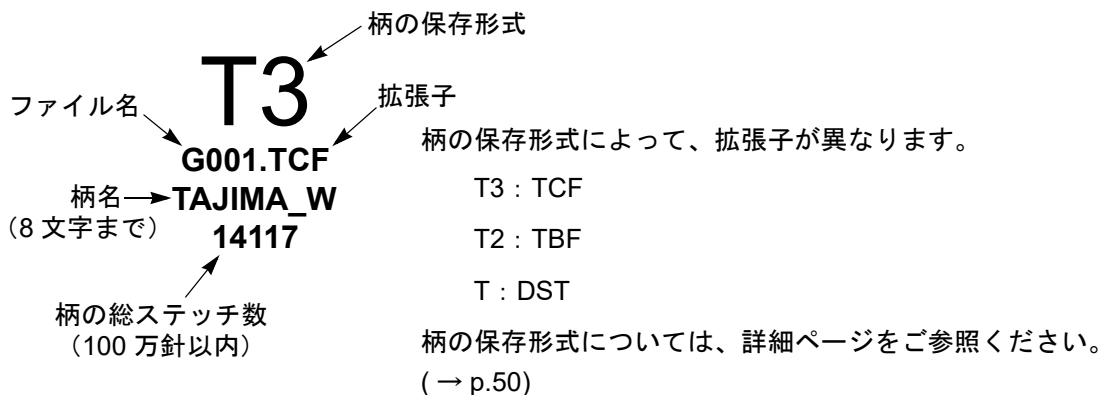 柄の保存形式
T3
ファイル名
拡張子
G001.TCF
柄名
TAJIMA_W
(8 文字まで)
14117
柄の総ステッチ数
(100 万針以内)
柄の保存形式によって、拡張子が異なります。
T3：TCF
T2：TBF
T：DST
柄の保存形式については、詳細ページをご参照ください。
( → p.50)